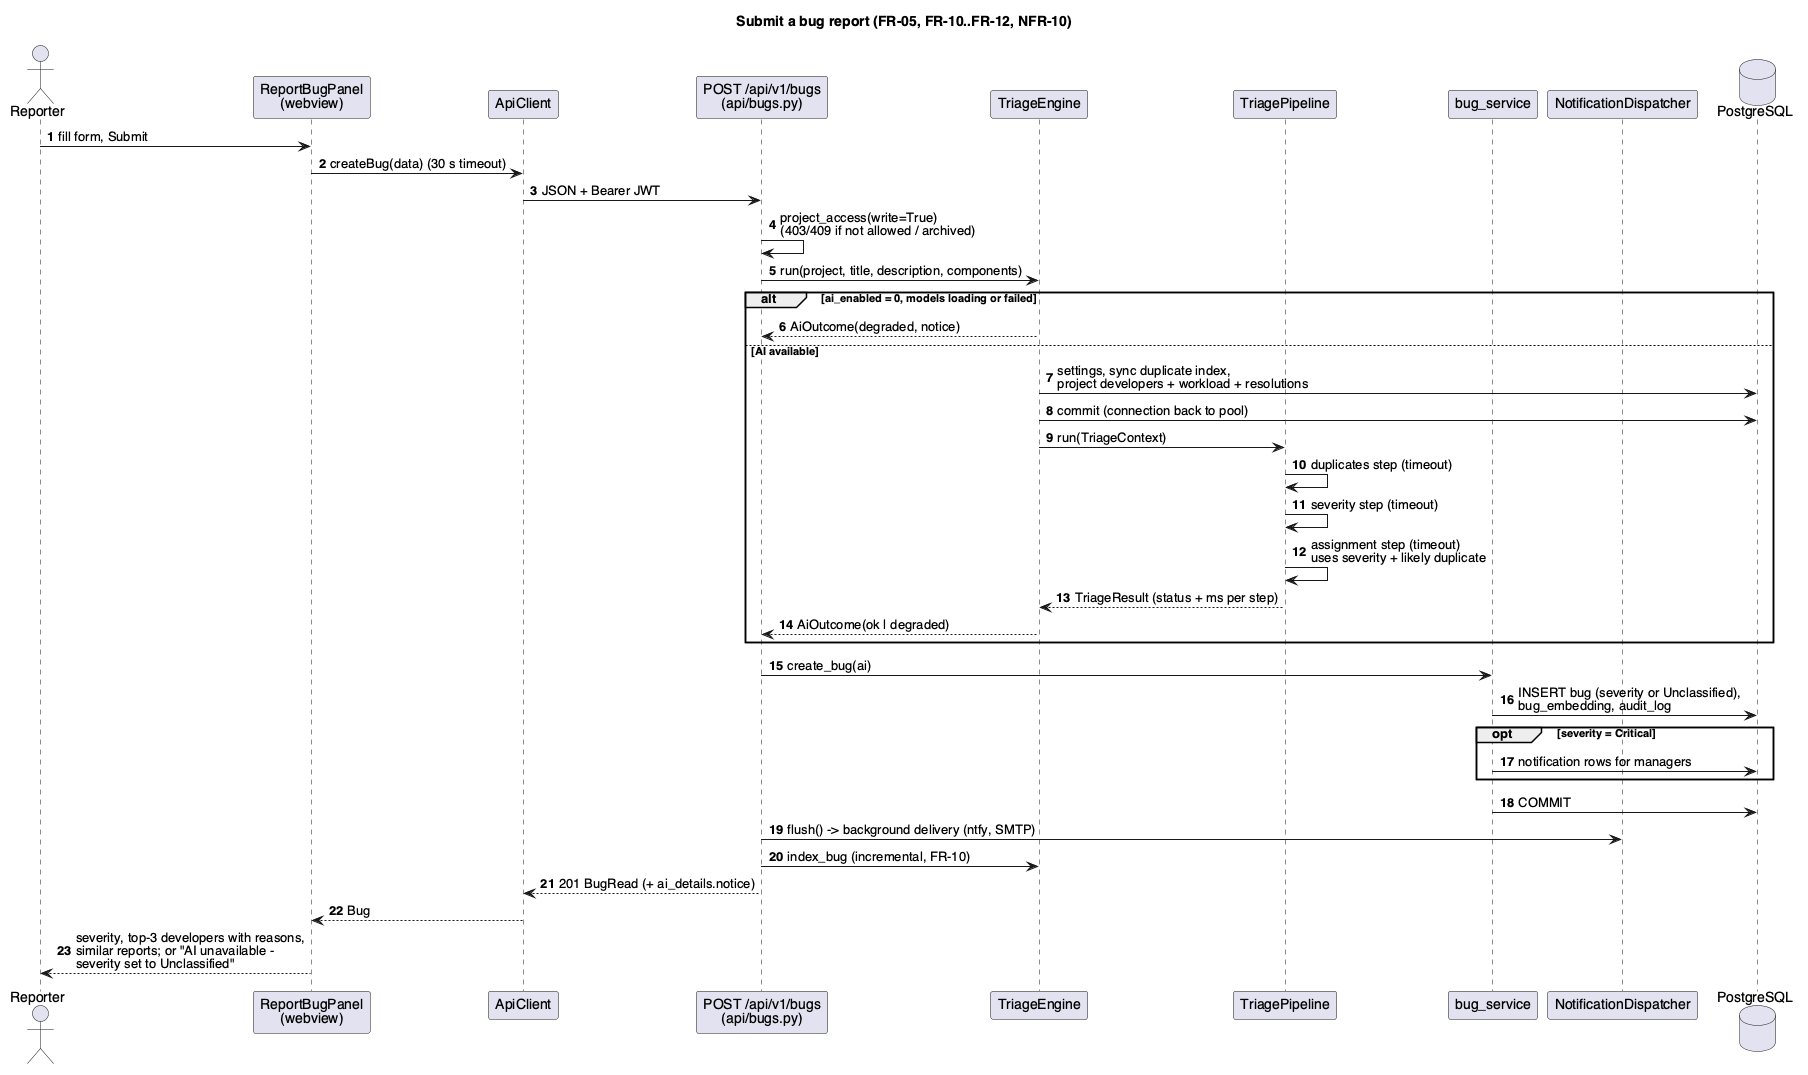 Submit a bug report (FR-05, FR-10..FR-12, NFR-10)
Reporter
ReportBugPanel
(webview)
ApiClient
POST /api/v1/bugs
(api/bugs.py)
TriageEngine
TriagePipeline
bug_service
NotificationDispatcher
PostgreSQL
1 fill form, Submit
2 createBug(data) (30 s timeout)
3 JSON + Bearer JWT
4 project_access(write=True)
(403/409 if not allowed / archived)
5 run(project, title, description, components)
alt [ai_enabled = 0, models loading or failed]
6 AiOutcome(degraded, notice)
[AI available]
7 settings, sync duplicate index,
project developers + workload + resolutions
8 commit (connection back to pool)
9 run(TriageContext)
10 duplicates step (timeout)
11 severity step (timeout)
12 assignment step (timeout)
uses severity + likely duplicate
13 TriageResult (status + ms per step)
14 AiOutcome(ok | degraded)
15 create_bug(ai)
16 INSERT bug (severity or Unclassified),
bug_embedding, audit_log
opt [severity = Critical]
17 notification rows for managers
18 COMMIT
19 flush() -> background delivery (ntfy, SMTP)
20 index_bug (incremental, FR-10)
21 201 BugRead (+ ai_details.notice)
22 Bug
23 severity, top-3 developers with reasons,
similar reports; or "AI unavailable -
severity set to Unclassified"
Reporter
ReportBugPanel
(webview)
ApiClient
POST /api/v1/bugs
(api/bugs.py)
TriageEngine
TriagePipeline
bug_service
NotificationDispatcher
PostgreSQL